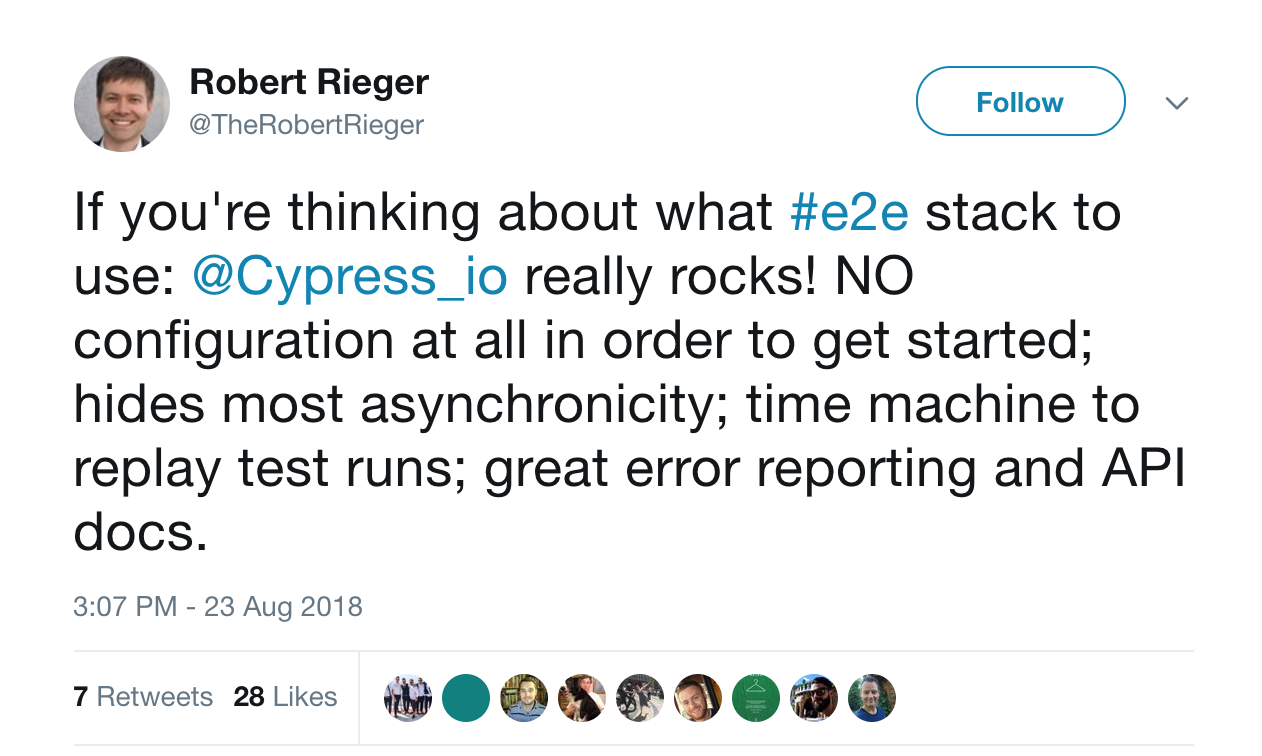 Robert Rieger
@TheRobertRieger
Follow
If you're thinking about what #e2e stack to
use: @Cypress_io really rocks! NO
configuration at all in order to get started;
hides most asynchronicity; time machine to
replay test runs; great error reporting and API
docs.
3:07 PM - 23 Aug 2018
7 Retweets 28 Likes